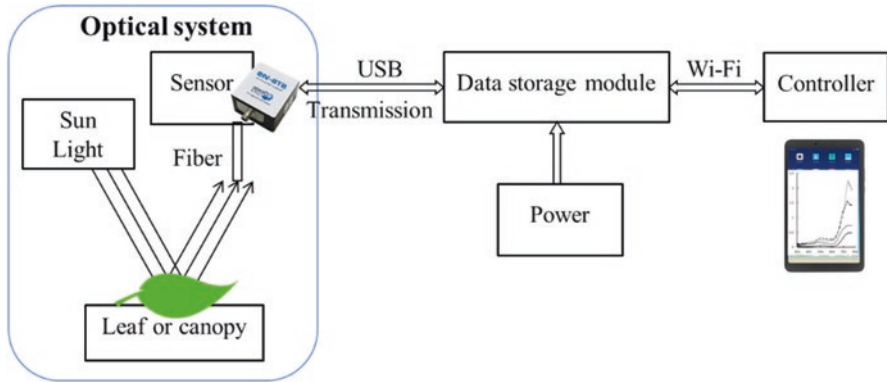 Optical system
Sensor
Sun
Light
Fiber
Leaf or canopy
USB
Transmission
Data storage module
Wi-Fi
Controller
Power